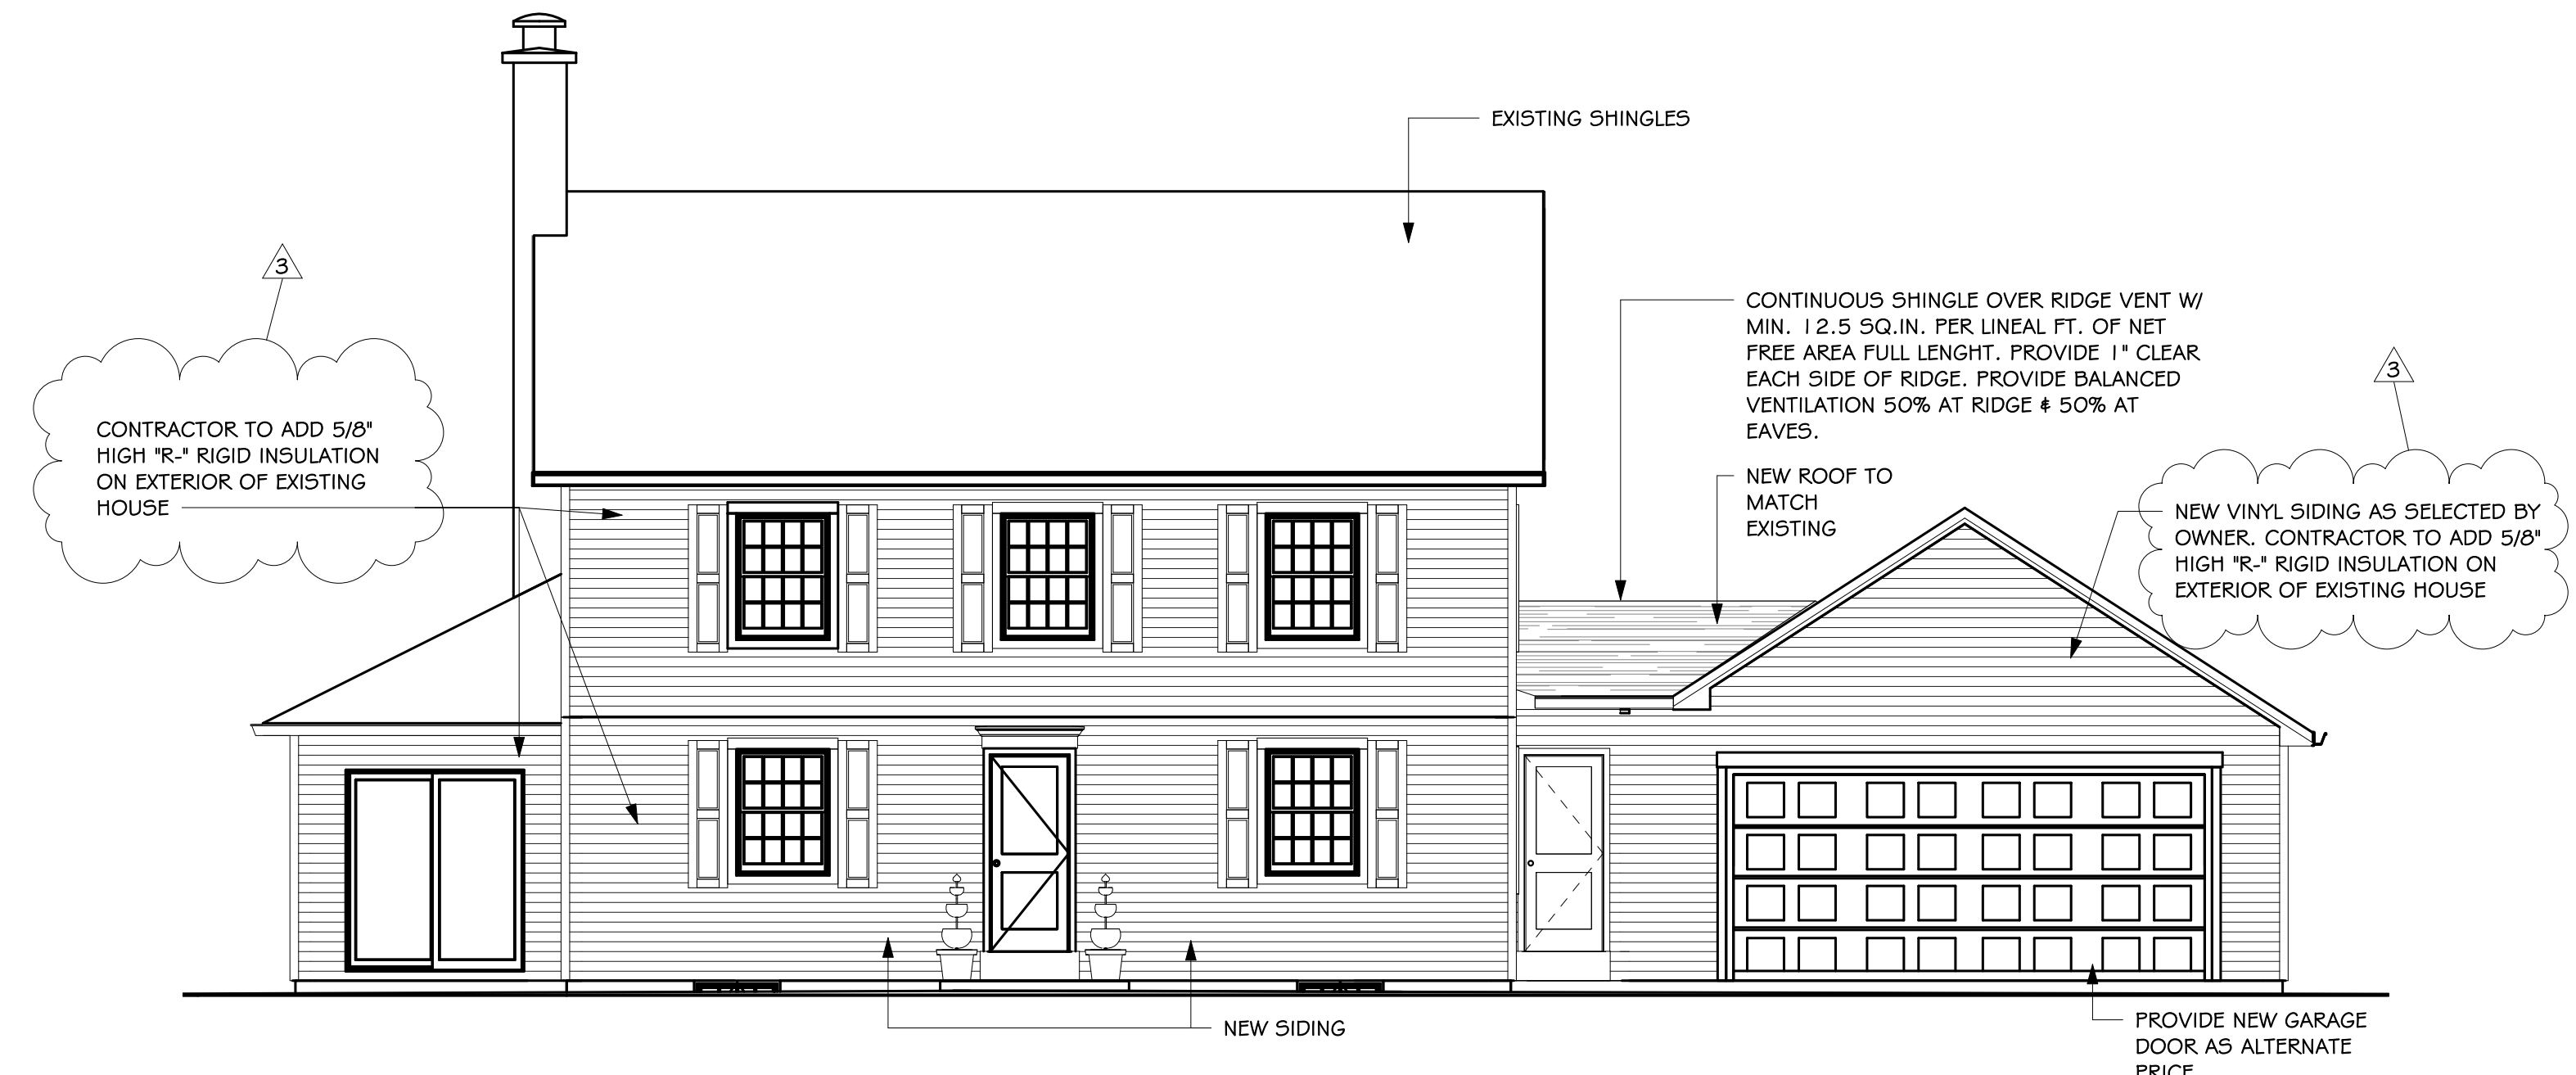 EXISTING SHINGLES
3
CONTRACTOR TO ADD 5/8"
HIGH "R-" RIGID INSULATION
ON EXTERIOR OF EXISTING
HOUSE
CONTINUOUS SHINGLE OVER RIDGE VENT W/
MIN. 12.5 SQ.IN. PER LINEAL FT. OF NET
FREE AREA FULL LENGHT. PROVIDE 1" CLEAR
EACH SIDE OF RIDGE. PROVIDE BALANCED
VENTILATION 50% AT RIDGE & 50% AT
EAVES.
NEW ROOF TO
MATCH
EXISTING
3
NEW VINYL SIDING AS SELECTED BY
OWNER. CONTRACTOR TO ADD 5/8"
HIGH "R-" RIGID INSULATION ON
EXTERIOR OF EXISTING HOUSE
NEW SIDING
PROVIDE NEW GARAGE
DOOR AS ALTERNATE
PRICE